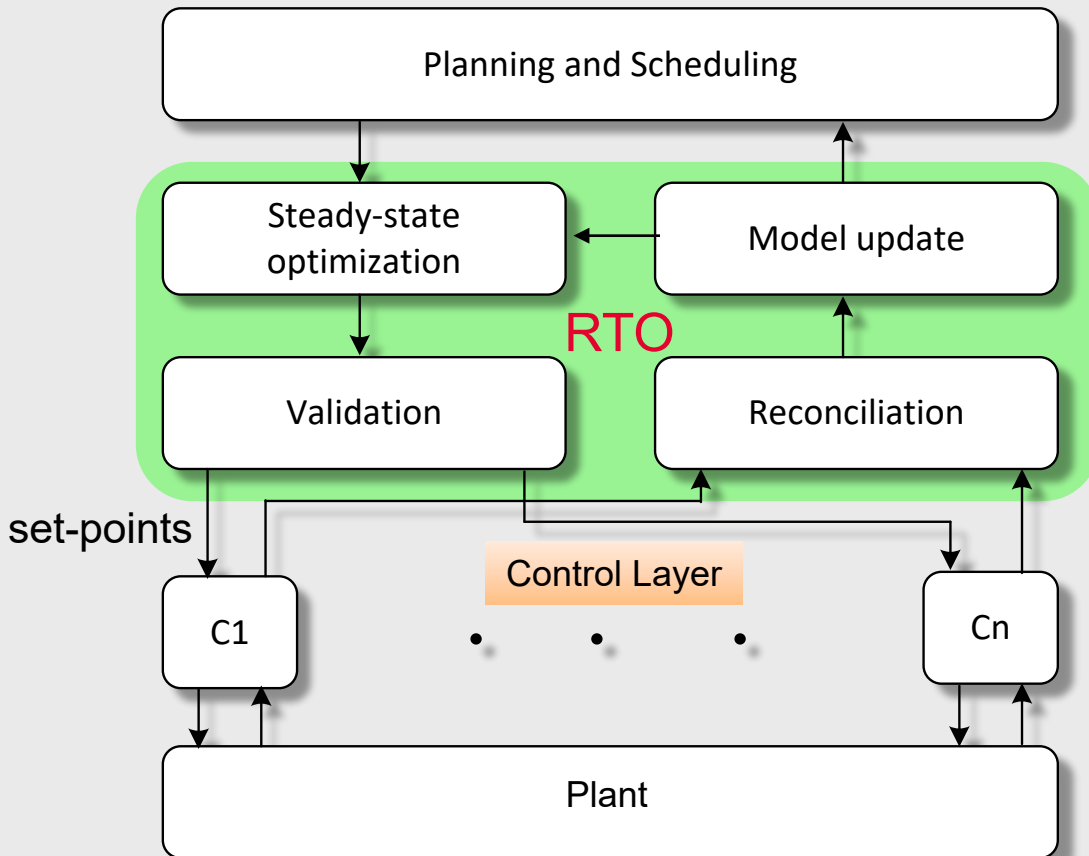 Planning and Scheduling
Steady-state
optimization
Model update
RTO
Validation
Reconciliation
set-points
Control Layer
C1
Cn
Plant